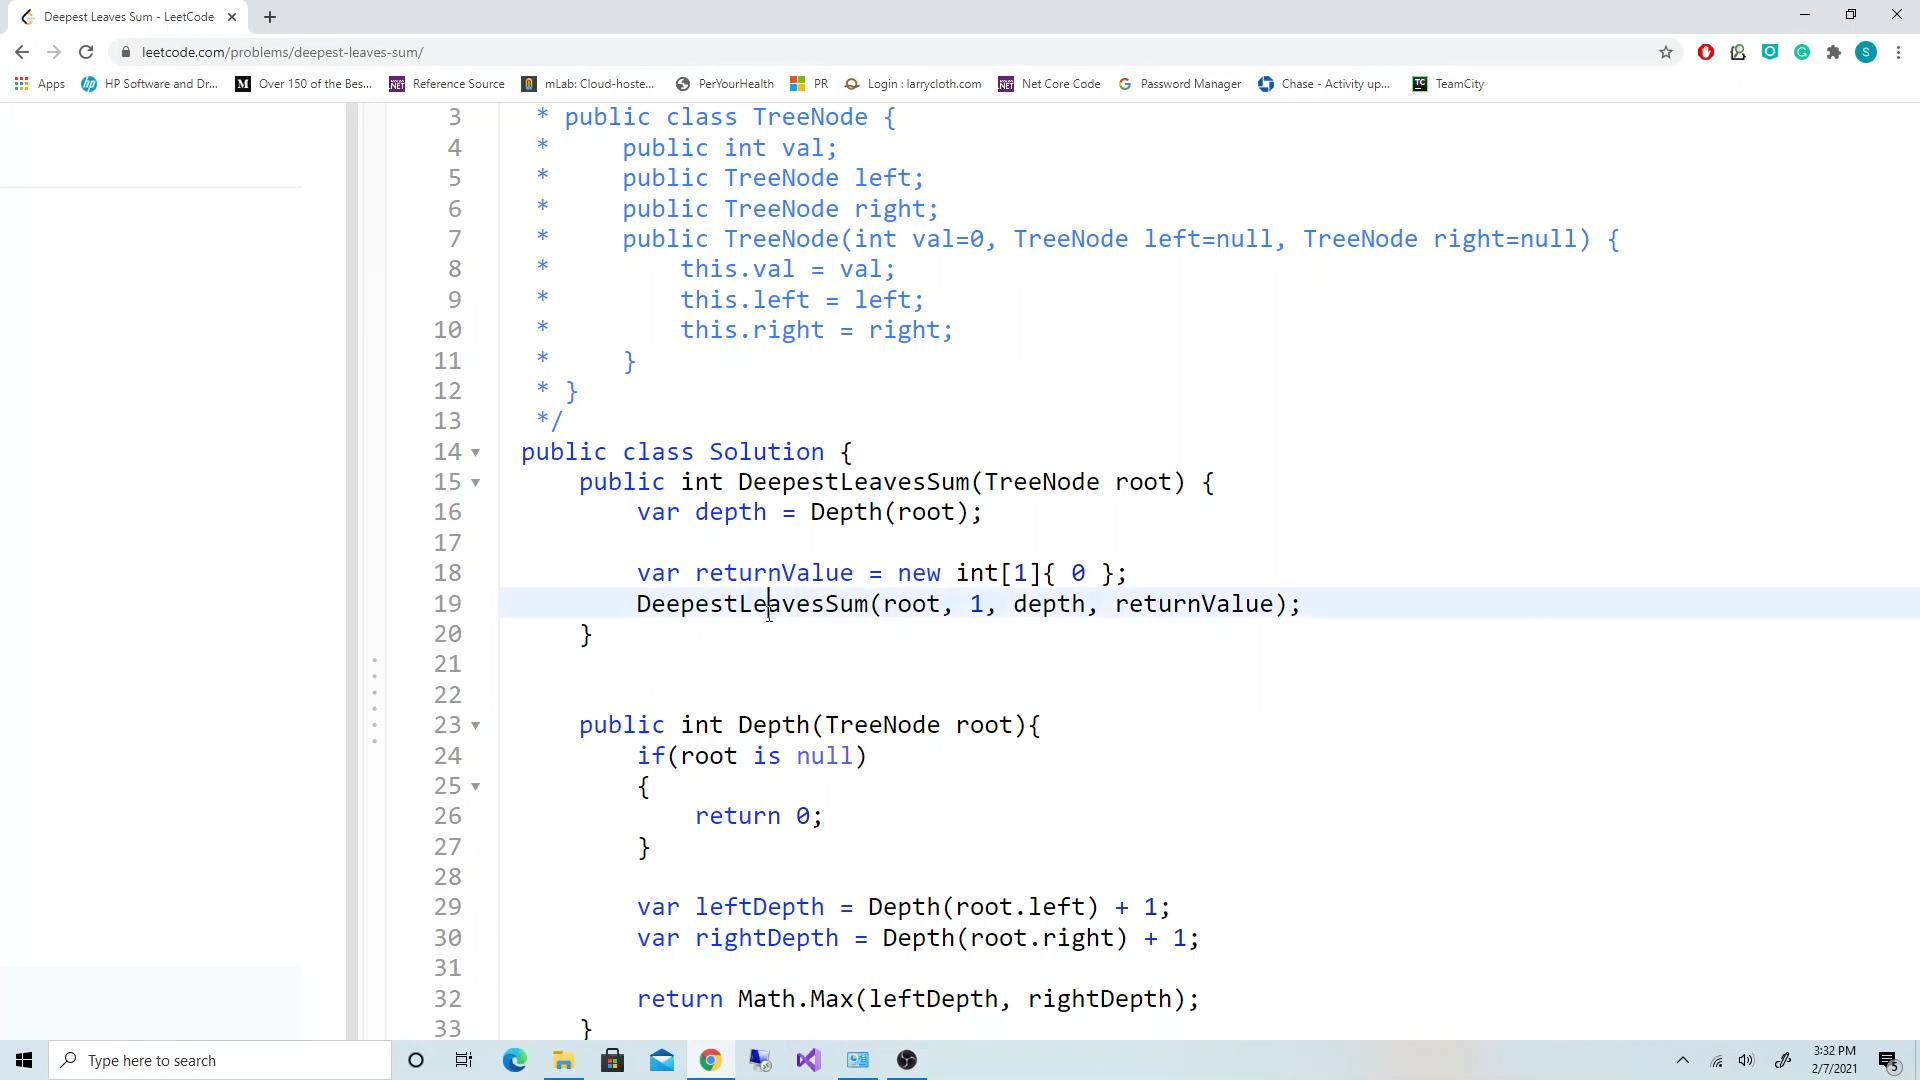 Deepest Leaves Sum - LeetCode
leetcode.com/problems/deepest-leaves-sum/
S
Apps
HP Software and Dr...
Over 150 of the Bes...
Reference Source
mLab: Cloud-hoste...
PerYourHealth
PR
Login : larrycloth.com
Net Core Code
Password Manager
Chase - Activity up...
TeamCity
3 * public class TreeNode {
4 * public int val;
5 * public TreeNode left;
6 * public TreeNode right;
7 * public TreeNode(int val=0, TreeNode left=null, TreeNode right=null) {
8 * this.val = val;
9 * this.left = left;
10 * this.right = right;
11 * }
12 * }
13 */
14 public class Solution {
15 public int DeepestLeavesSum(TreeNode root) {
16 var depth = Depth(root);
17
18 var returnValue = new int[1]{ 0 };
19 DeepestLeavesSum(root, 1, depth, returnValue);
20 }
21
22
23 public int Depth(TreeNode root){
24 if(root is null)
25 {
26 return 0;
27 }
28
29 var leftDepth = Depth(root.left) + 1;
30 var rightDepth = Depth(root.right) + 1;
31
32 return Math.Max(leftDepth, rightDepth);
33 }
Type here to search
3:32 PM
2/7/2021
5